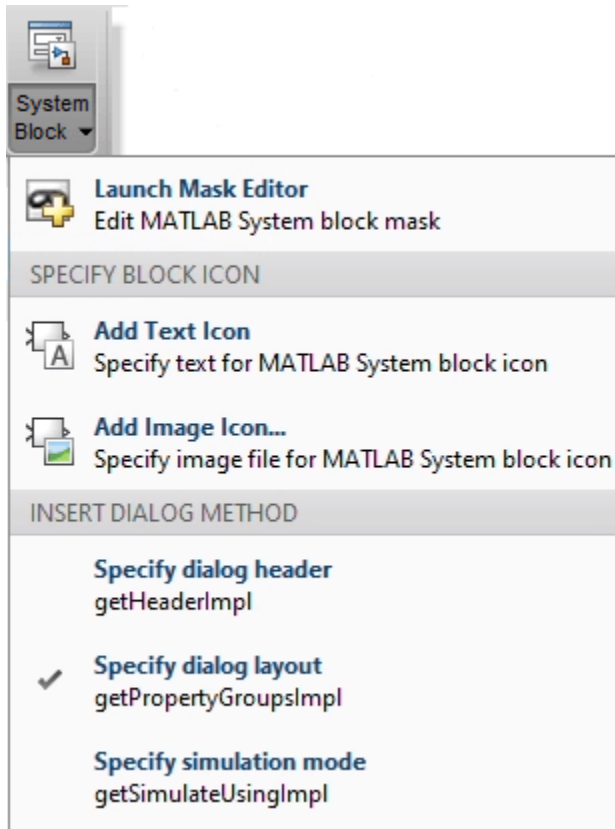 System
Block
Launch Mask Editor
Edit MATLAB System block mask
SPECIFY BLOCK ICON
Add Text Icon
A
Specify text for MATLAB System block icon
Add Image Icon...
Specify image file for MATLAB System block icon
INSERT DIALOG METHOD
Specify dialog header
getHeaderImpl
Specify dialog layout
getPropertyGroupsImpl
Specify simulation mode
getSimulateUsingImpl